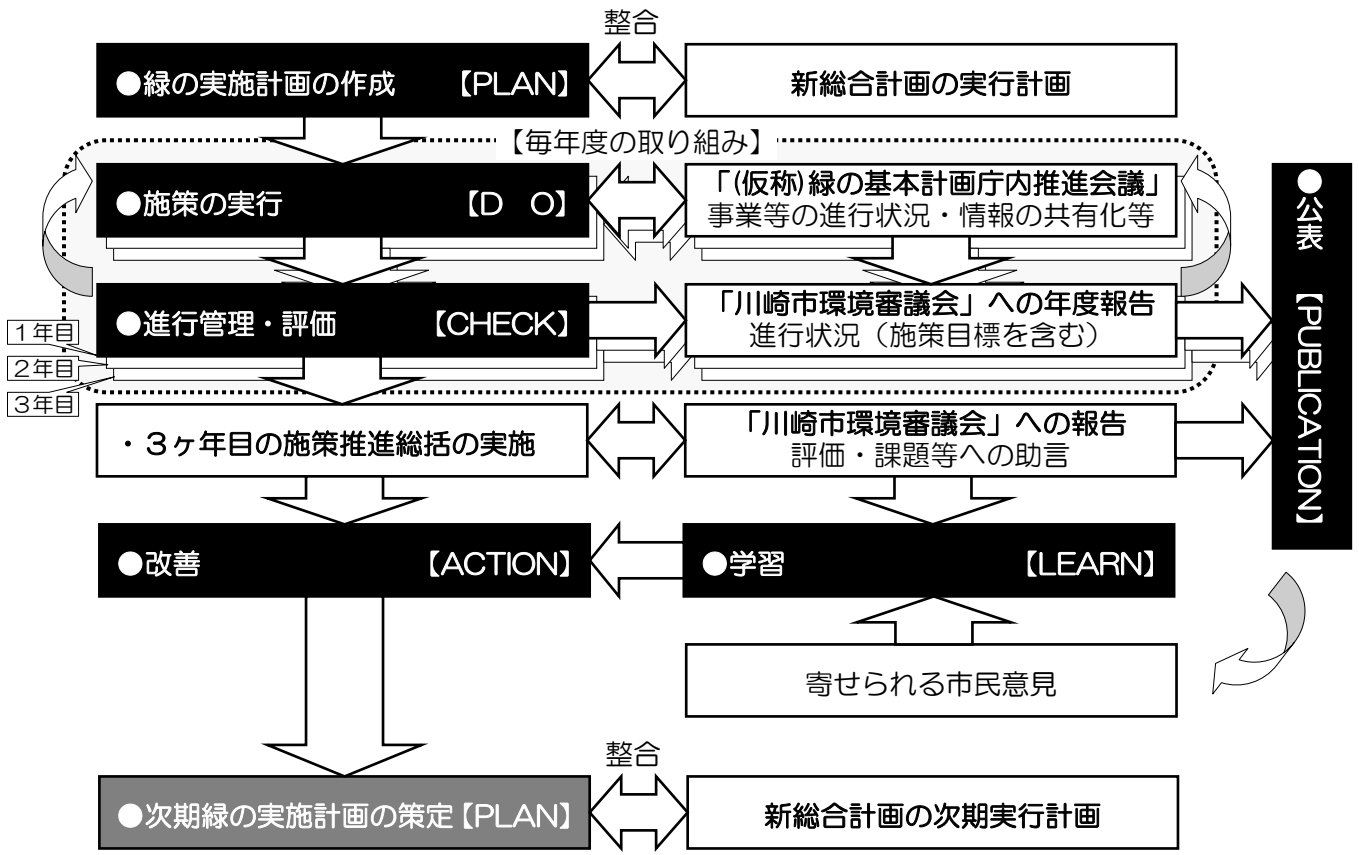 整合
●緑の実施計画の作成 【PLAN】
新総合計画の実行計画
【毎年度の取り組み】
●施策の実行 【D O】
「(仮称)緑の基本計画庁内推進会議」
事業等の進行状況・情報の共有化等
●進行管理・評価 【CHECK】
「川崎市環境審議会」への年度報告
進行状況（施策目標を含む）
1年目
2年目
3年目
・３ヶ年目の施策推進総括の実施
「川崎市環境審議会」への報告
評価・課題等への助言
●公表 【PUBLICATION】
●改善 【ACTION】
●学習 【LEARN】
寄せられる市民意見
整合
●次期緑の実施計画の策定【PLAN】
新総合計画の次期実行計画